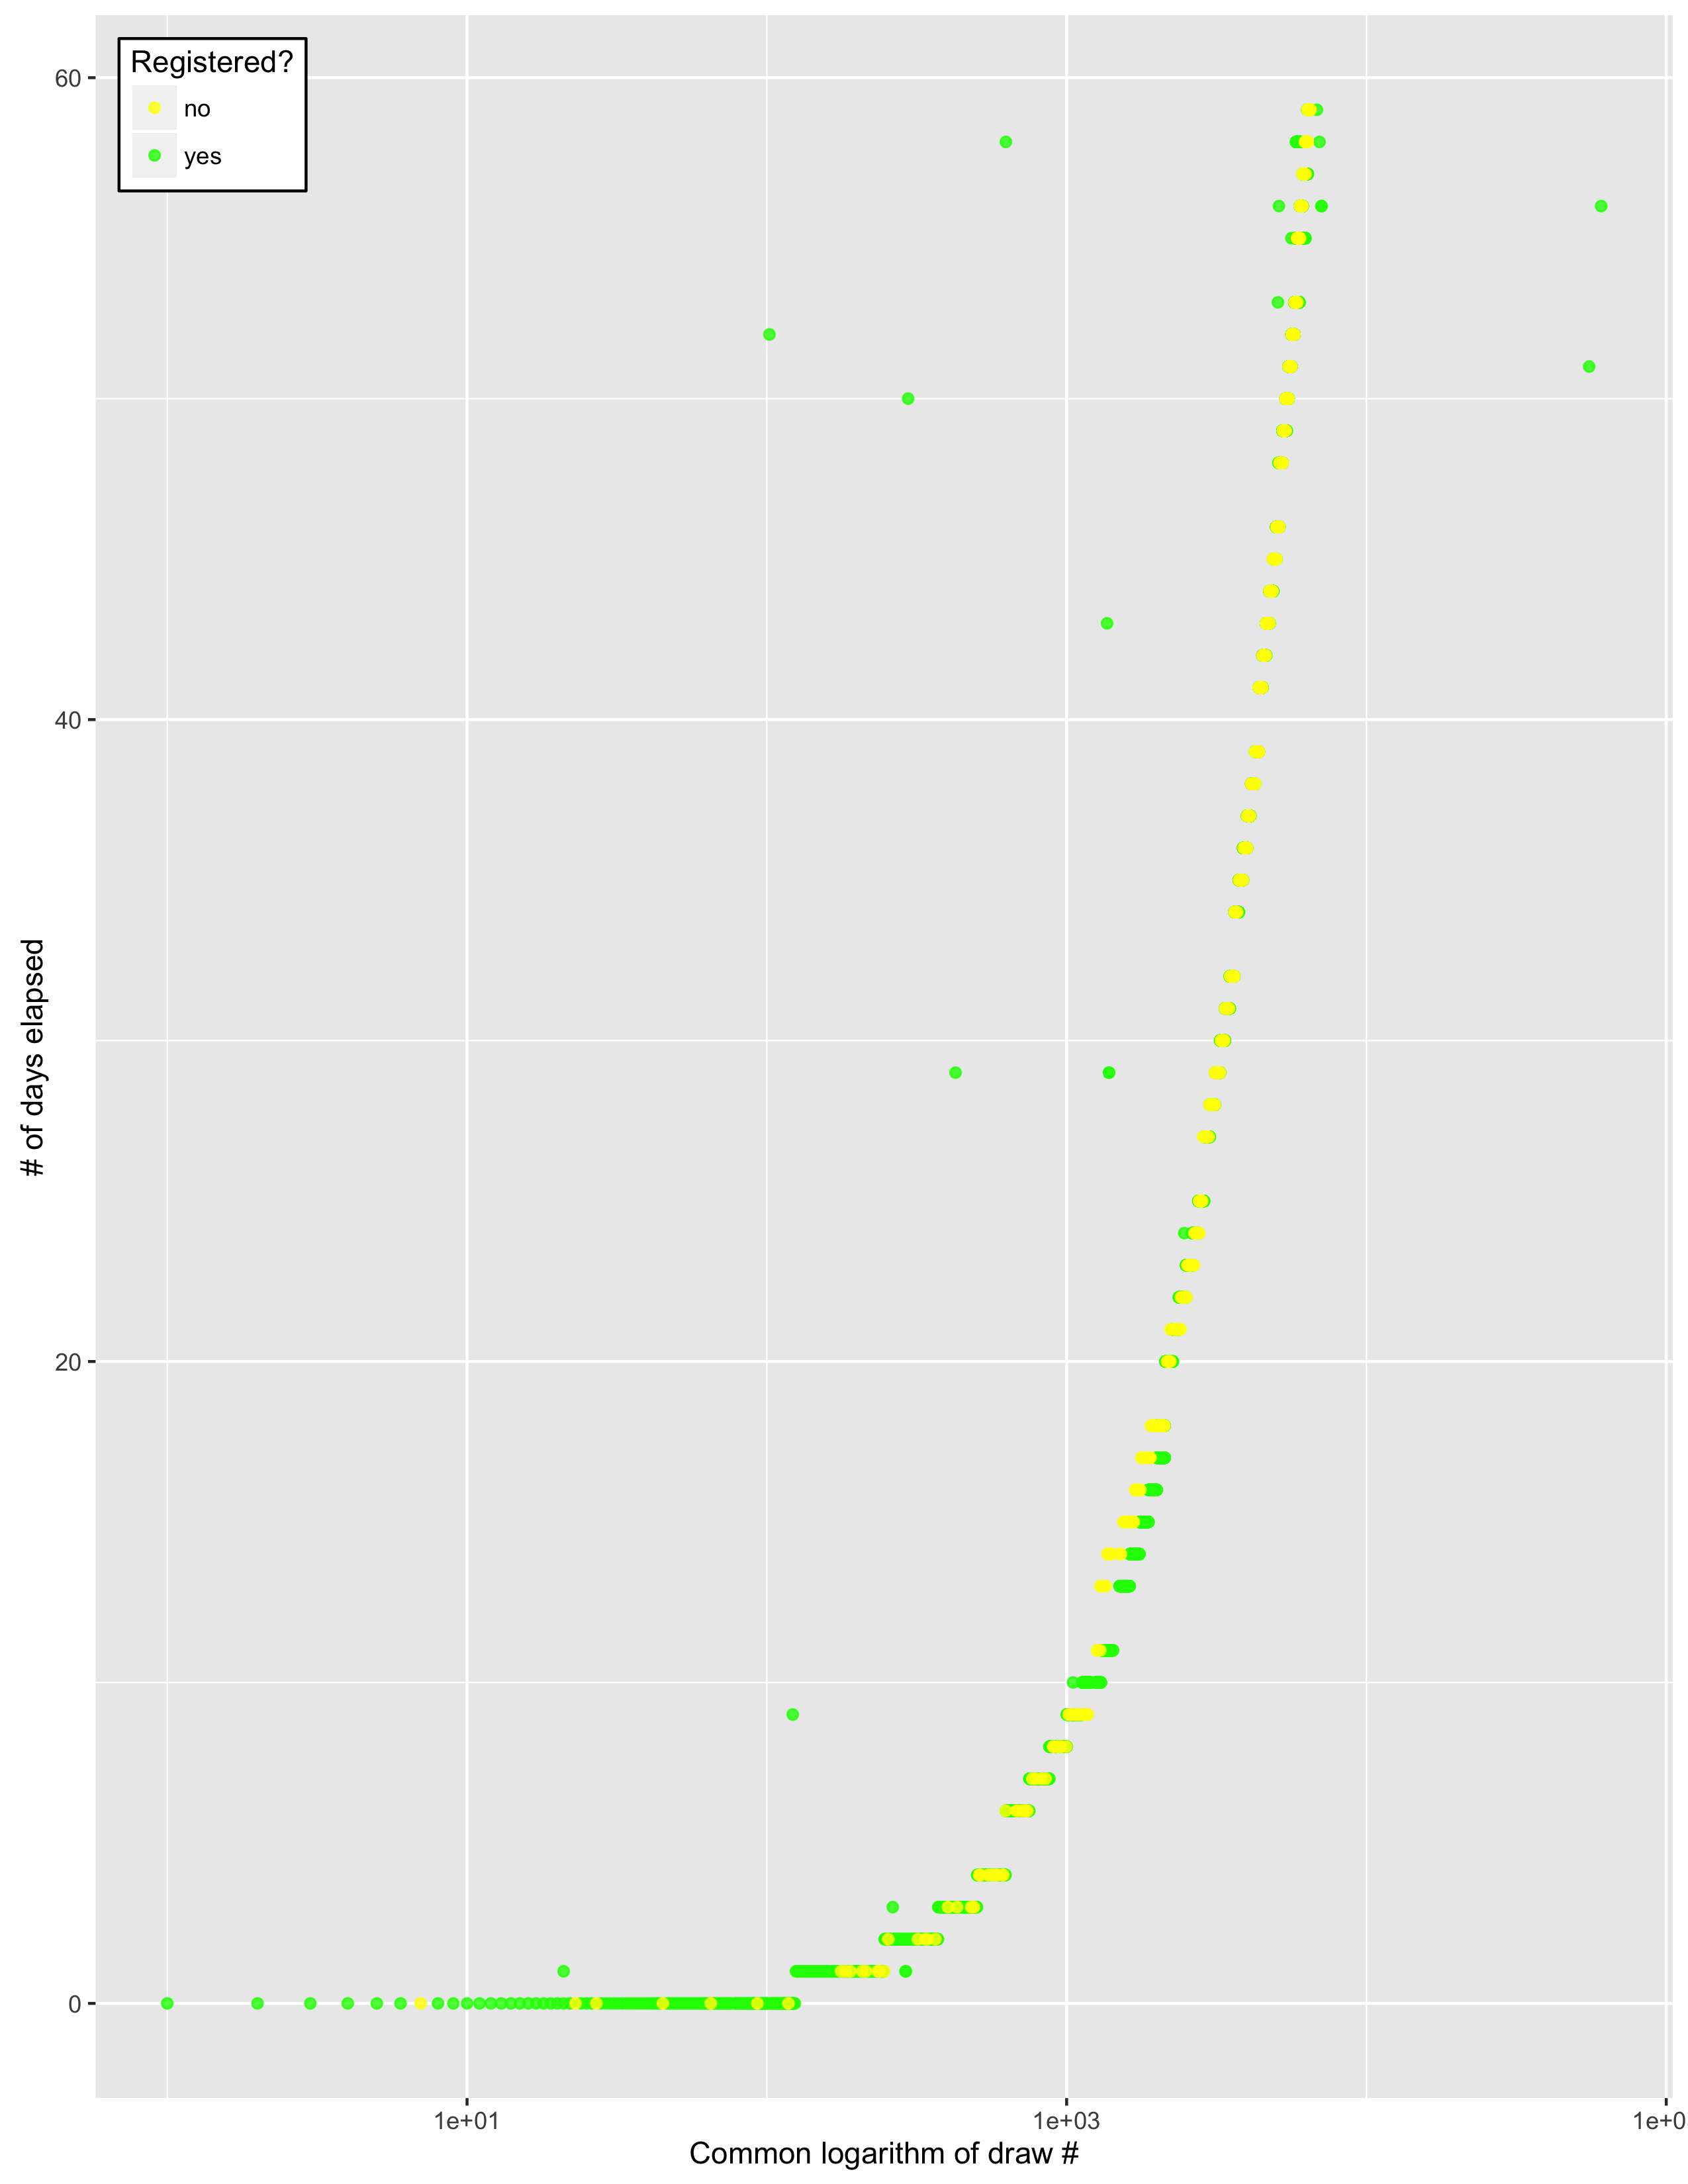 Registered?
no
yes
60
40
20
0
# of days elapsed
1e+01 1e+03 1e+0
Common logarithm of draw #